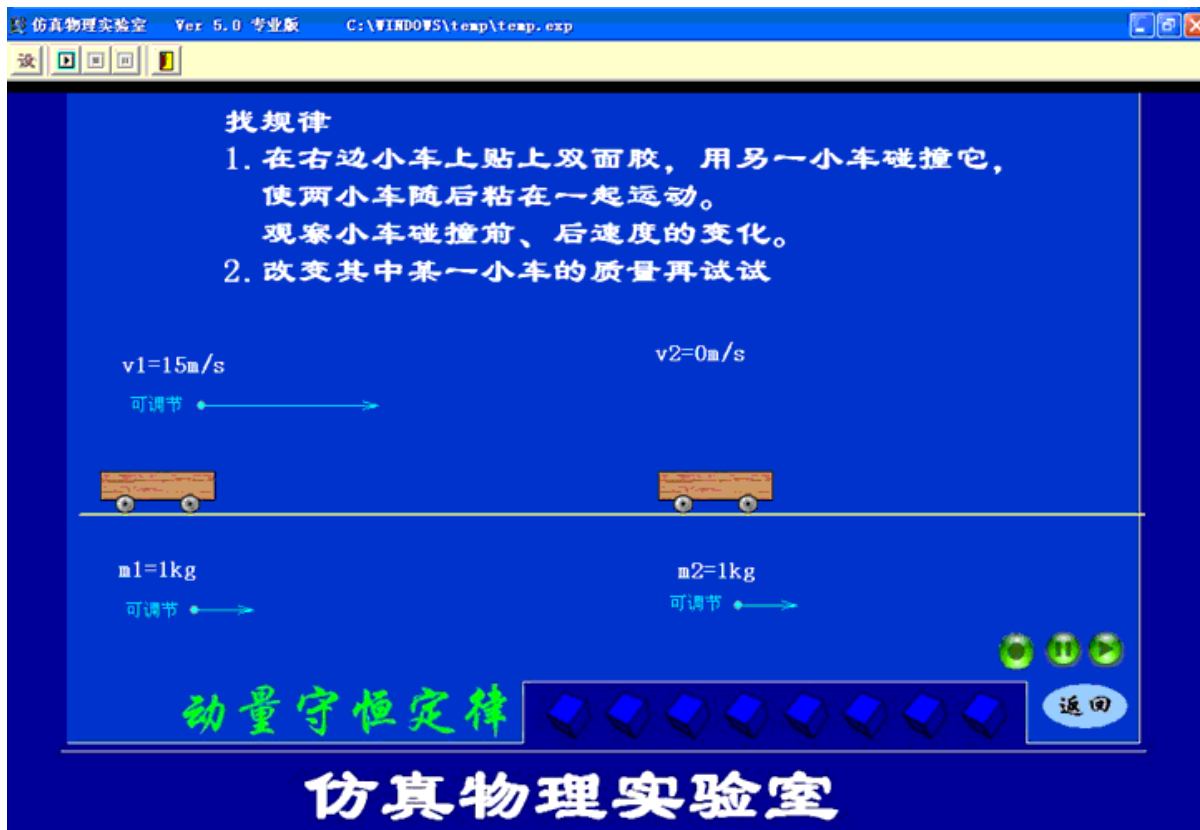 仿真物理实验室 Ver 5.0 专业版 C:\WINDOWS\temp\temp.exp
设
找规律
1. 在右边小车上贴上双面胶，用另一小车碰撞它，
使两小车随后粘在一起运动。
观察小车碰撞前、后速度的变化。
2. 改变其中某一小车的质量再试试
v1=15m/s
v2=0m/s
可调节
m1=1kg
m2=1kg
可调节
可调节
动量守恒定律
返回
仿真物理实验室